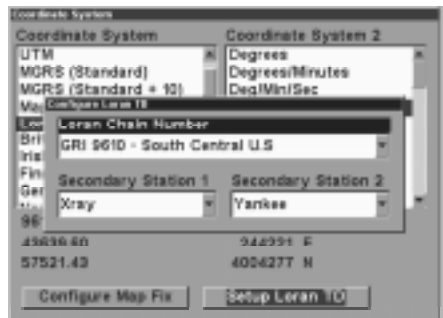 Coordinate System
Coordinate System Coordinate System 2
UTM Degrees
MGRS (Standard) Degrees/Minutes
MGRS (Standard + 10) Deg/Min/Sec
Configure Loran TD
Loran Chain Number
GRI 9610 - South Central U.S
Secondary Station 1 Secondary Station 2
Xray Yankee
43639.60 244221 E
57521.43 4004277 N
Configure Map Fix Setup Loran TD